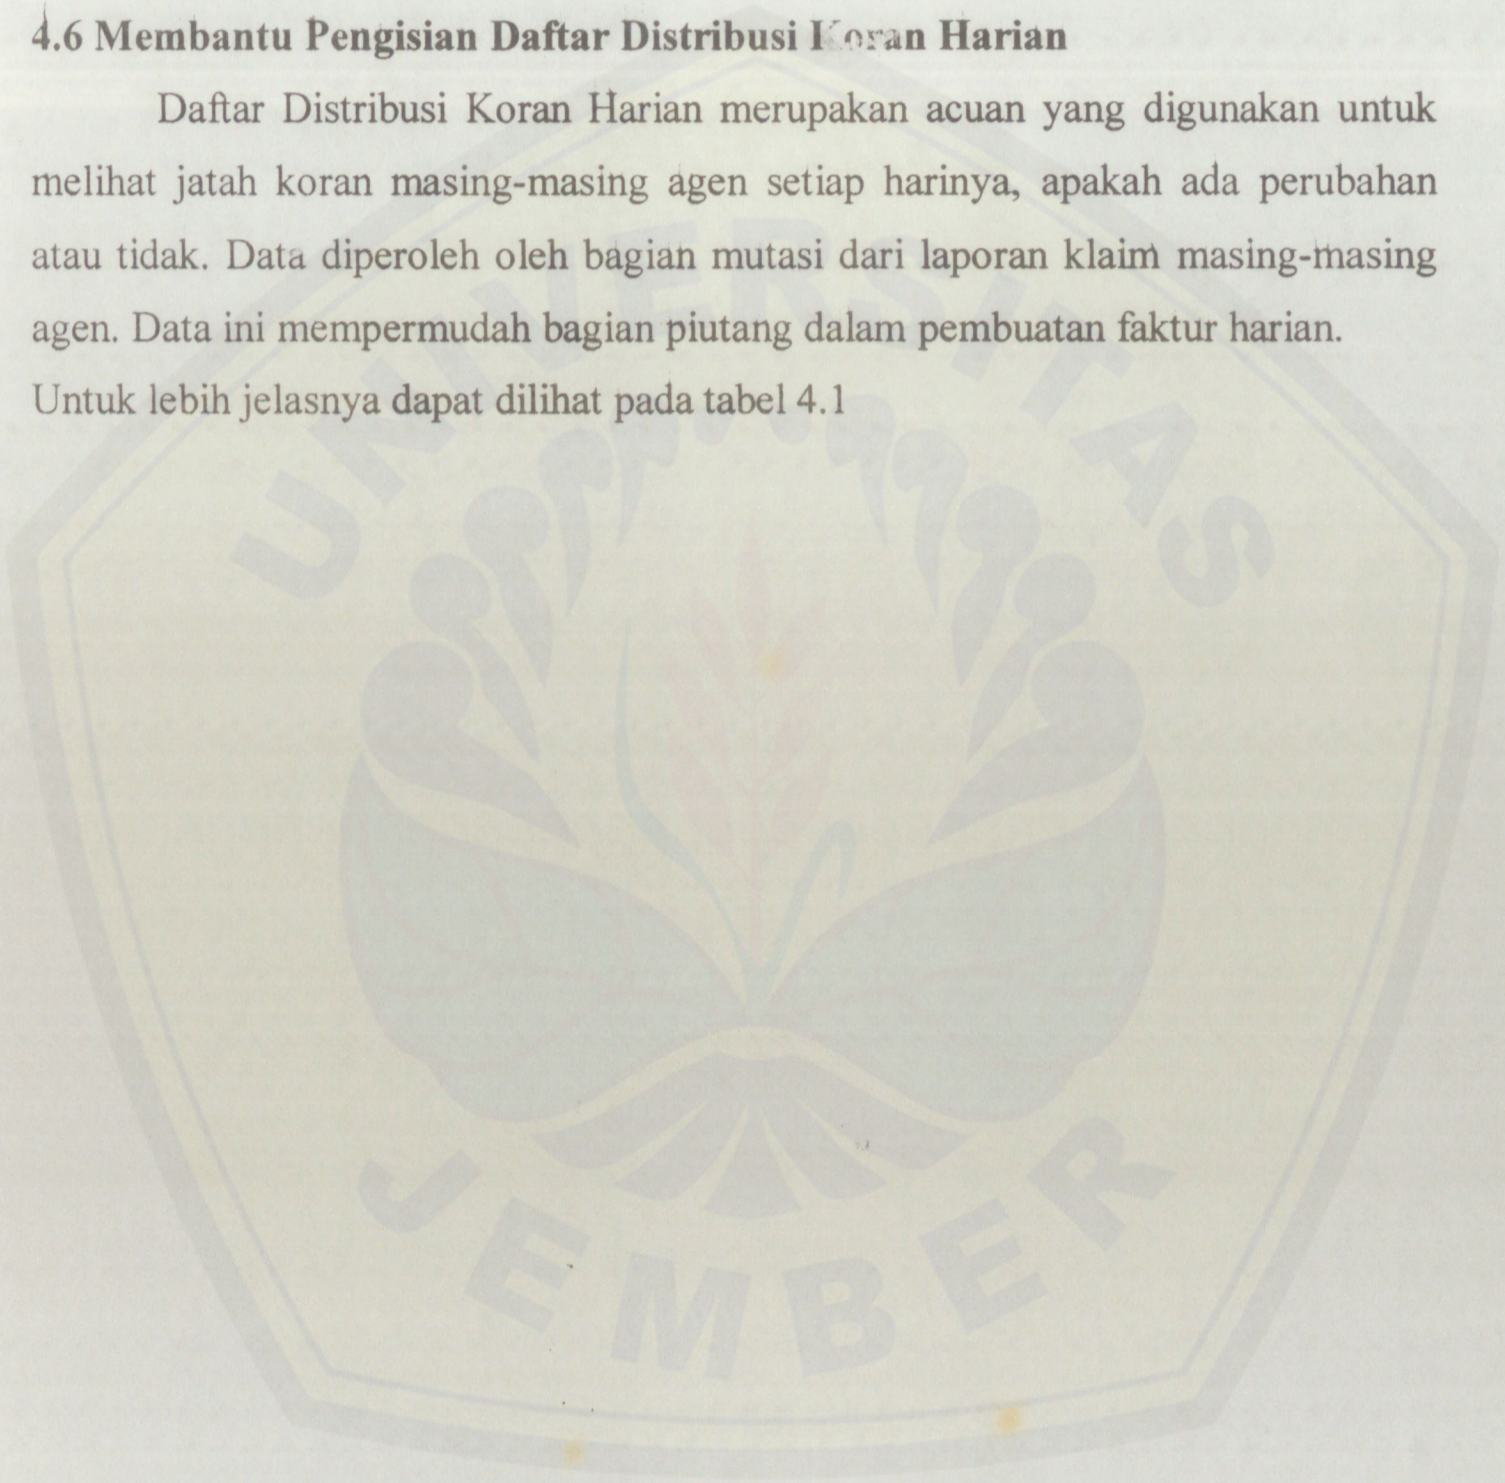 4.6 Membantu Pengisian Daftar Distribusi Koran Harian
Daftar Distribusi Koran Harian merupakan acuan yang digunakan untuk
melihat jatah koran masing-masing agen setiap harinya, apakah ada perubahan
atau tidak. Data diperoleh oleh bagian mutasi dari laporan klaim masing-masing
agen. Data ini mempermudah bagian piutang dalam pembuatan faktur harian.
Untuk lebih jelasnya dapat dilihat pada tabel 4.1
UNIVERSITAS
JEMBER